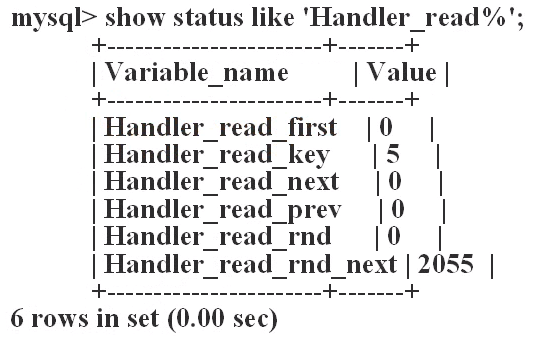 mysql> show status like 'Handler_read%';
+-----------------------+-------+
| Variable_name | Value |
+-----------------------+-------+
| Handler_read_first | 0 |
| Handler_read_key | 5 |
| Handler_read_next | 0 |
| Handler_read_prev | 0 |
| Handler_read_rnd | 0 |
| Handler_read_rnd_next | 2055 |
+-----------------------+-------+
6 rows in set (0.00 sec)